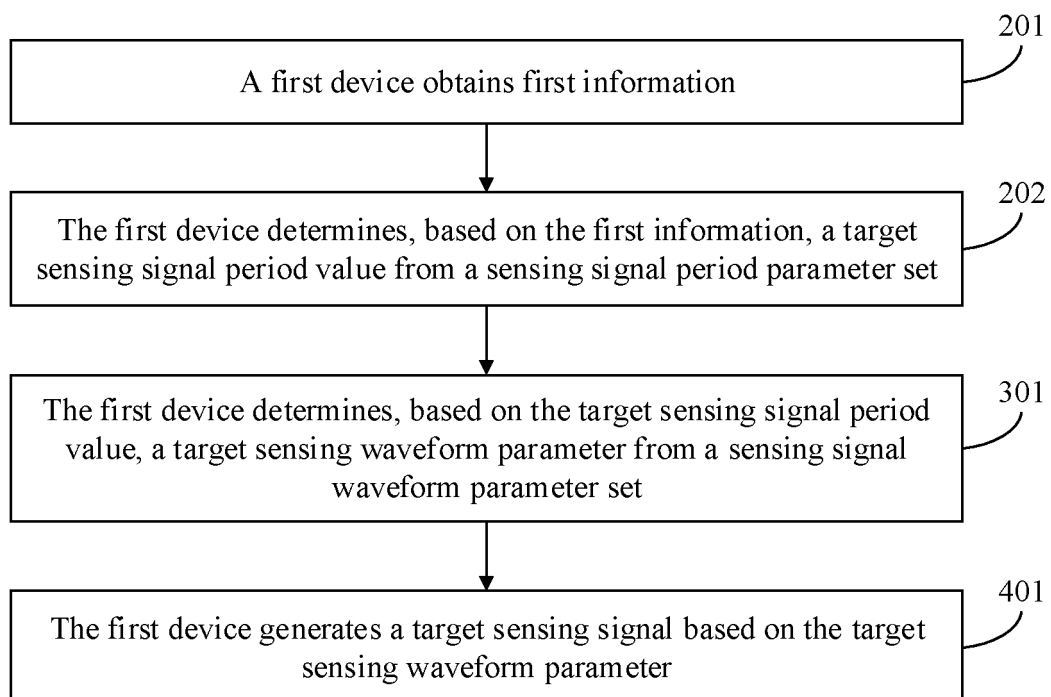 201
A first device obtains first information
202
The first device determines, based on the first information, a target
sensing signal period value from a sensing signal period parameter set
301
The first device determines, based on the target sensing signal period
value, a target sensing waveform parameter from a sensing signal
waveform parameter set
401
The first device generates a target sensing signal based on the target
sensing waveform parameter